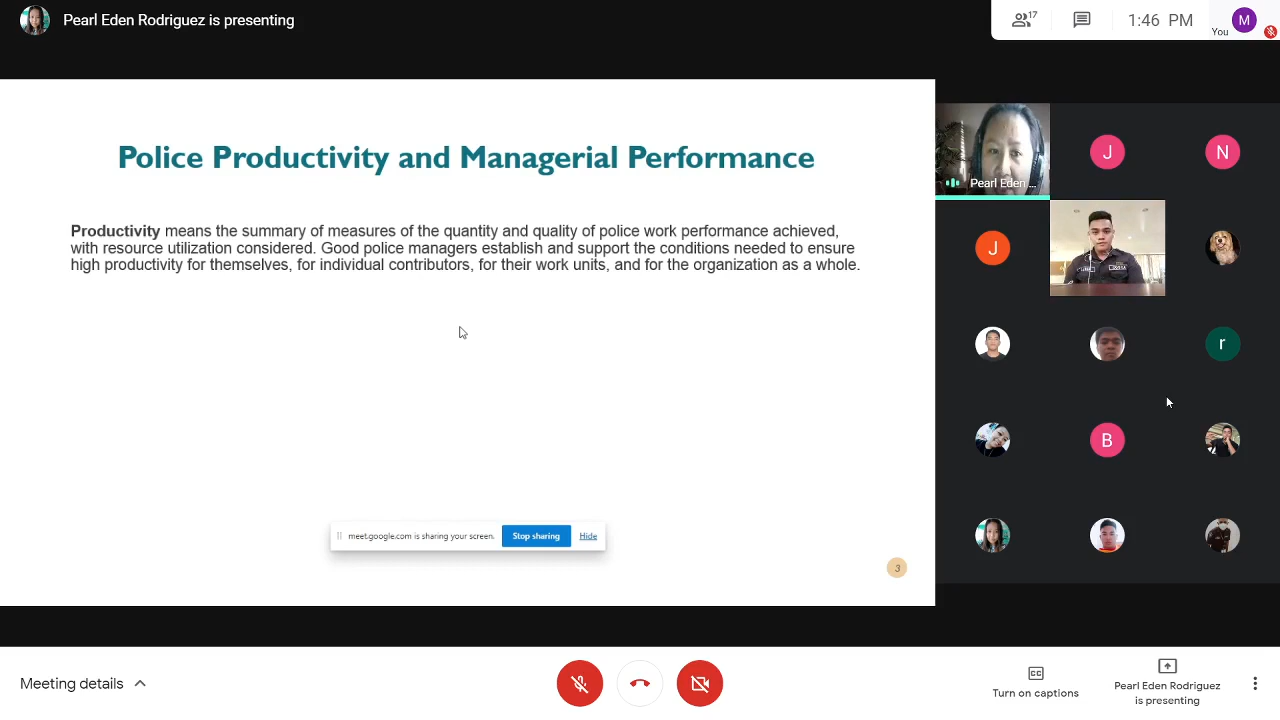 Pearl Eden Rodriguez is presenting
17
1:46 PM
You
M
Police Productivity and Managerial Performance
Productivity means the summary of measures of the quantity and quality of police work performance achieved,
with resource utilization considered. Good police managers establish and support the conditions needed to ensure
high productivity for themselves, for individual contributors, for their work units, and for the organization as a whole.
meet.google.com is sharing your screen.
Stop sharing
Hide
3
Pearl Eden ...
J
N
J
r
B
Meeting details
CC
Turn on captions
Pearl Eden Rodriguez
is presenting